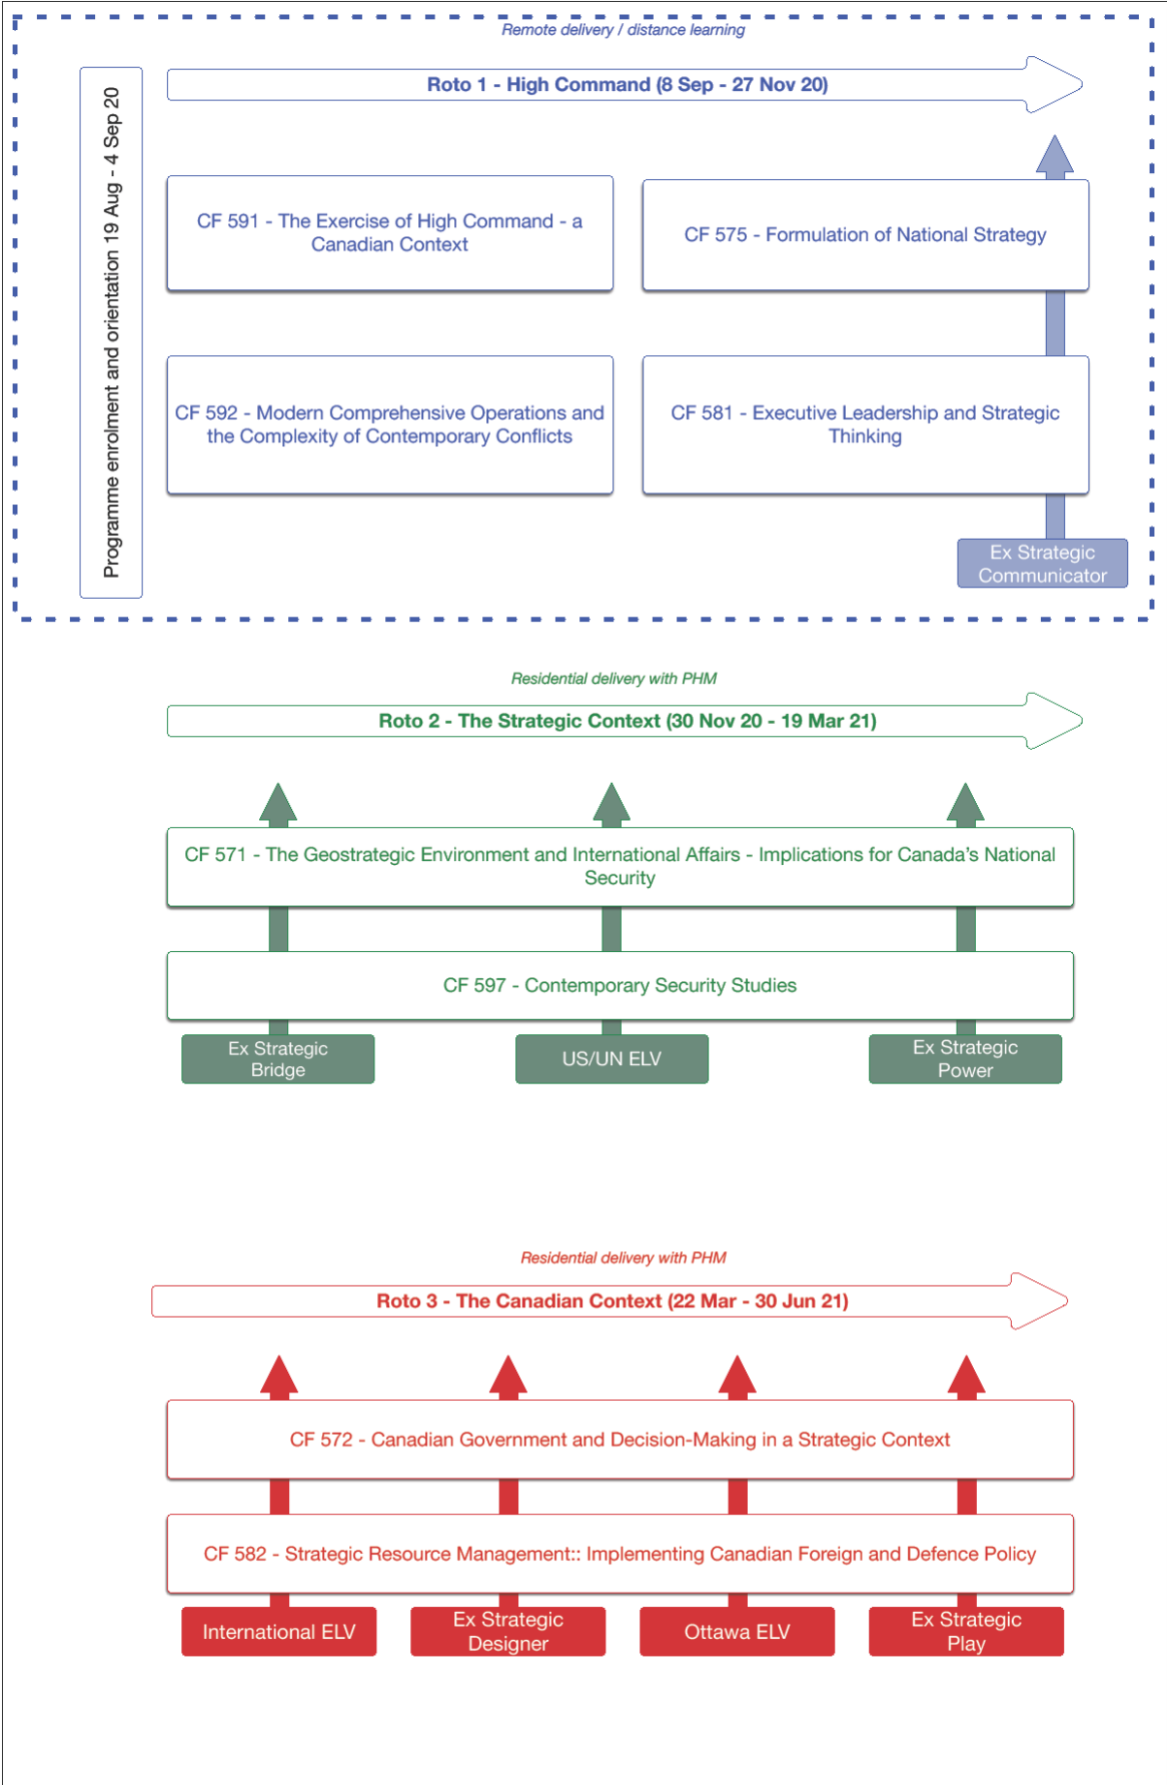 Remote delivery / distance learning
Programme enrolment and orientation 19 Aug - 4 Sep 20
Roto 1 - High Command (8 Sep - 27 Nov 20)
CF 591 - The Exercise of High Command - a
Canadian Context
CF 575 - Formulation of National Strategy
CF 592 - Modern Comprehensive Operations and
the Complexity of Contemporary Conflicts
CF 581 - Executive Leadership and Strategic
Thinking
Ex Strategic
Communicator
Residential delivery with PHM
Roto 2 - The Strategic Context (30 Nov 20 - 19 Mar 21)
CF 571 - The Geostrategic Environment and International Affairs - Implications for Canada's National
Security
CF 597 - Contemporary Security Studies
Ex Strategic
Bridge
US/UN ELV
Ex Strategic
Power
Residential delivery with PHM
Roto 3 - The Canadian Context (22 Mar - 30 Jun 21)
CF 572 - Canadian Government and Decision-Making in a Strategic Context
CF 582 - Strategic Resource Management:: Implementing Canadian Foreign and Defence Policy
International ELV
Ex Strategic
Designer
Ottawa ELV
Ex Strategic
Play